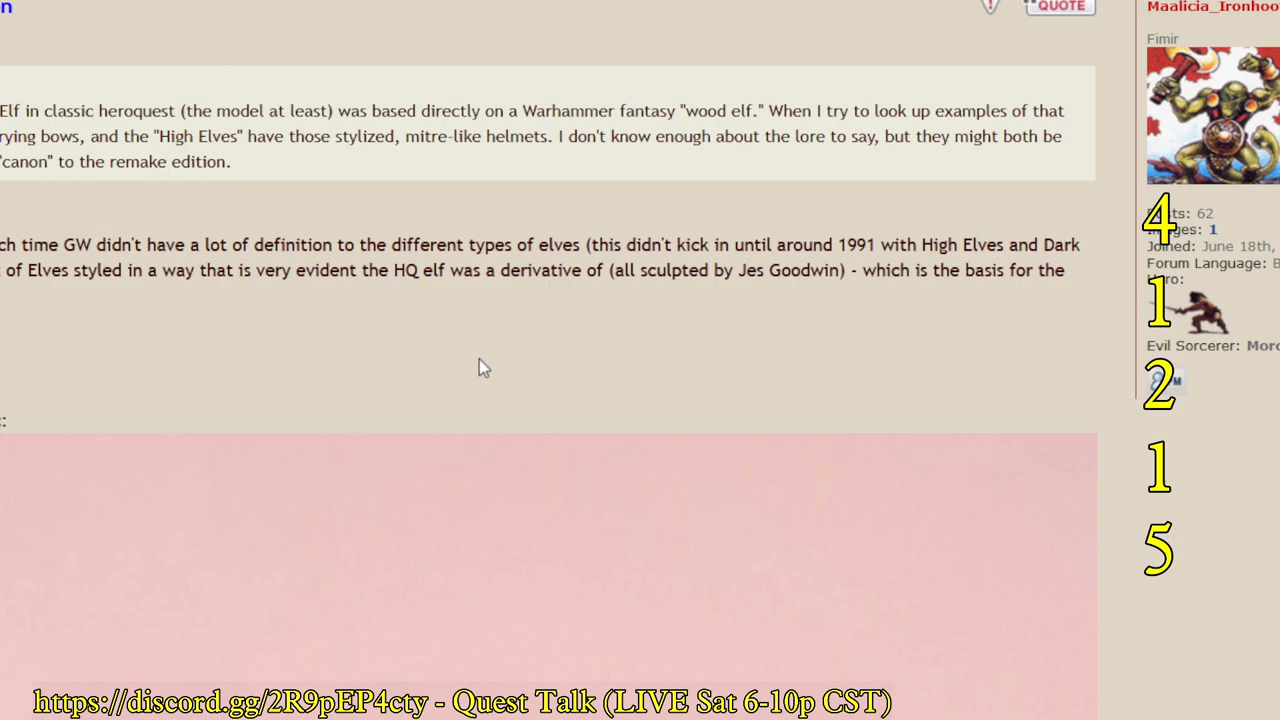 on
QUOTE
Maalicia_Ironhoo
Fimir
Elf in classic heroquest (the model at least) was based directly on a Warhammer fantasy "wood elf." When I try to look up examples of that
rying bows, and the "High Elves" have those stylized, mitre-like helmets. I don't know enough about the lore to say, but they might both be
"canon" to the remake edition.
ch time GW didn't have a lot of definition to the different types of elves (this didn't kick in until around 1991 with High Elves and Dark
of Elves styled in a way that is very evident the HQ elf was a derivative of (all sculpted by Jes Goodwin) - which is the basis for the
62
1
Joined: June 18th,
Forum Language: B
Evil Sorcerer: Morc
4
1
2
1
5
https://discord.gg/2R9pEP4cty - Quest Talk (LIVE Sat 6-10p CST)